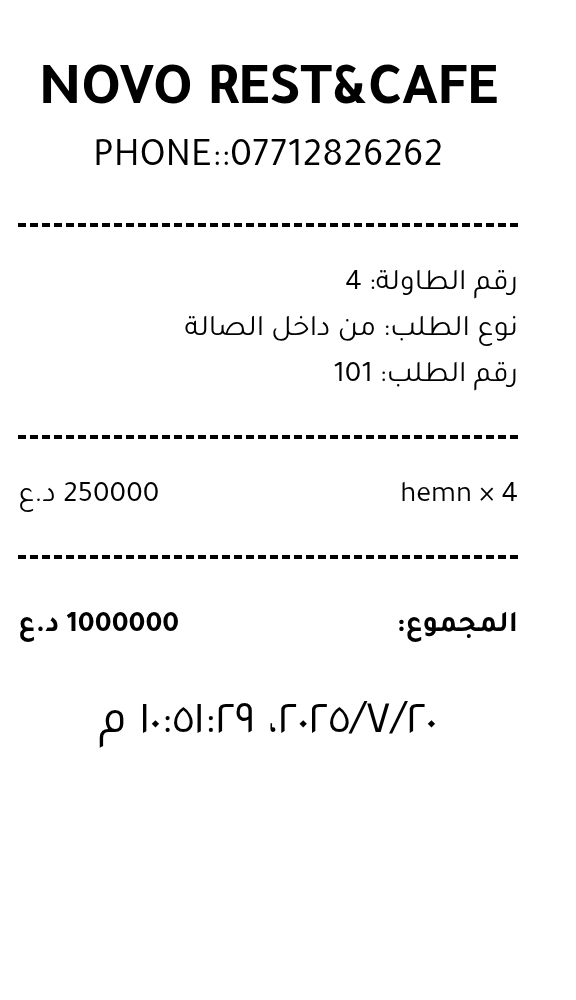 NOVO REST&CAFE
PHONE::07712826262
رقم الطاولة: 4
نوع الطلب: من داخل الصالة
رقم الطلب: 101
hemn × 4 250000 د.ع
المجموع: 1000000 د.ع
٢٠‏/٧‏/٢٠٢٥، ١٠:٥١:٢٩ م